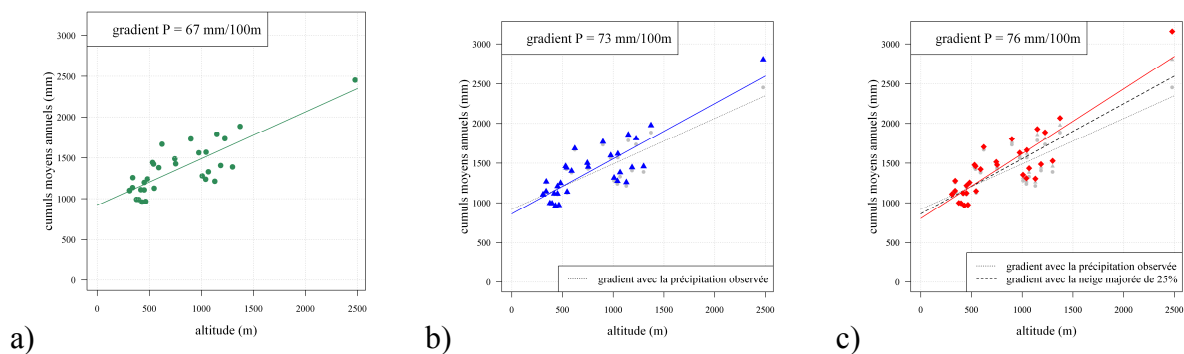 gradient P = 67 mm/100m
cumuls moyens annuels (mm)
3000
2500
2000
1500
1000
500
0
0 500 1000 1500 2000 2500
altitude (m)
a)
gradient P = 73 mm/100m
cumuls moyens annuels (mm)
3000
2500
2000
1500
1000
500
0
gradient avec la précipitation observée
0 500 1000 1500 2000 2500
altitude (m)
b)
gradient P = 76 mm/100m
cumuls moyens annuels (mm)
3000
2500
2000
1500
1000
500
0
gradient avec la précipitation observée
gradient avec la neige majorée de 25%
0 500 1000 1500 2000 2500
altitude (m)
c)